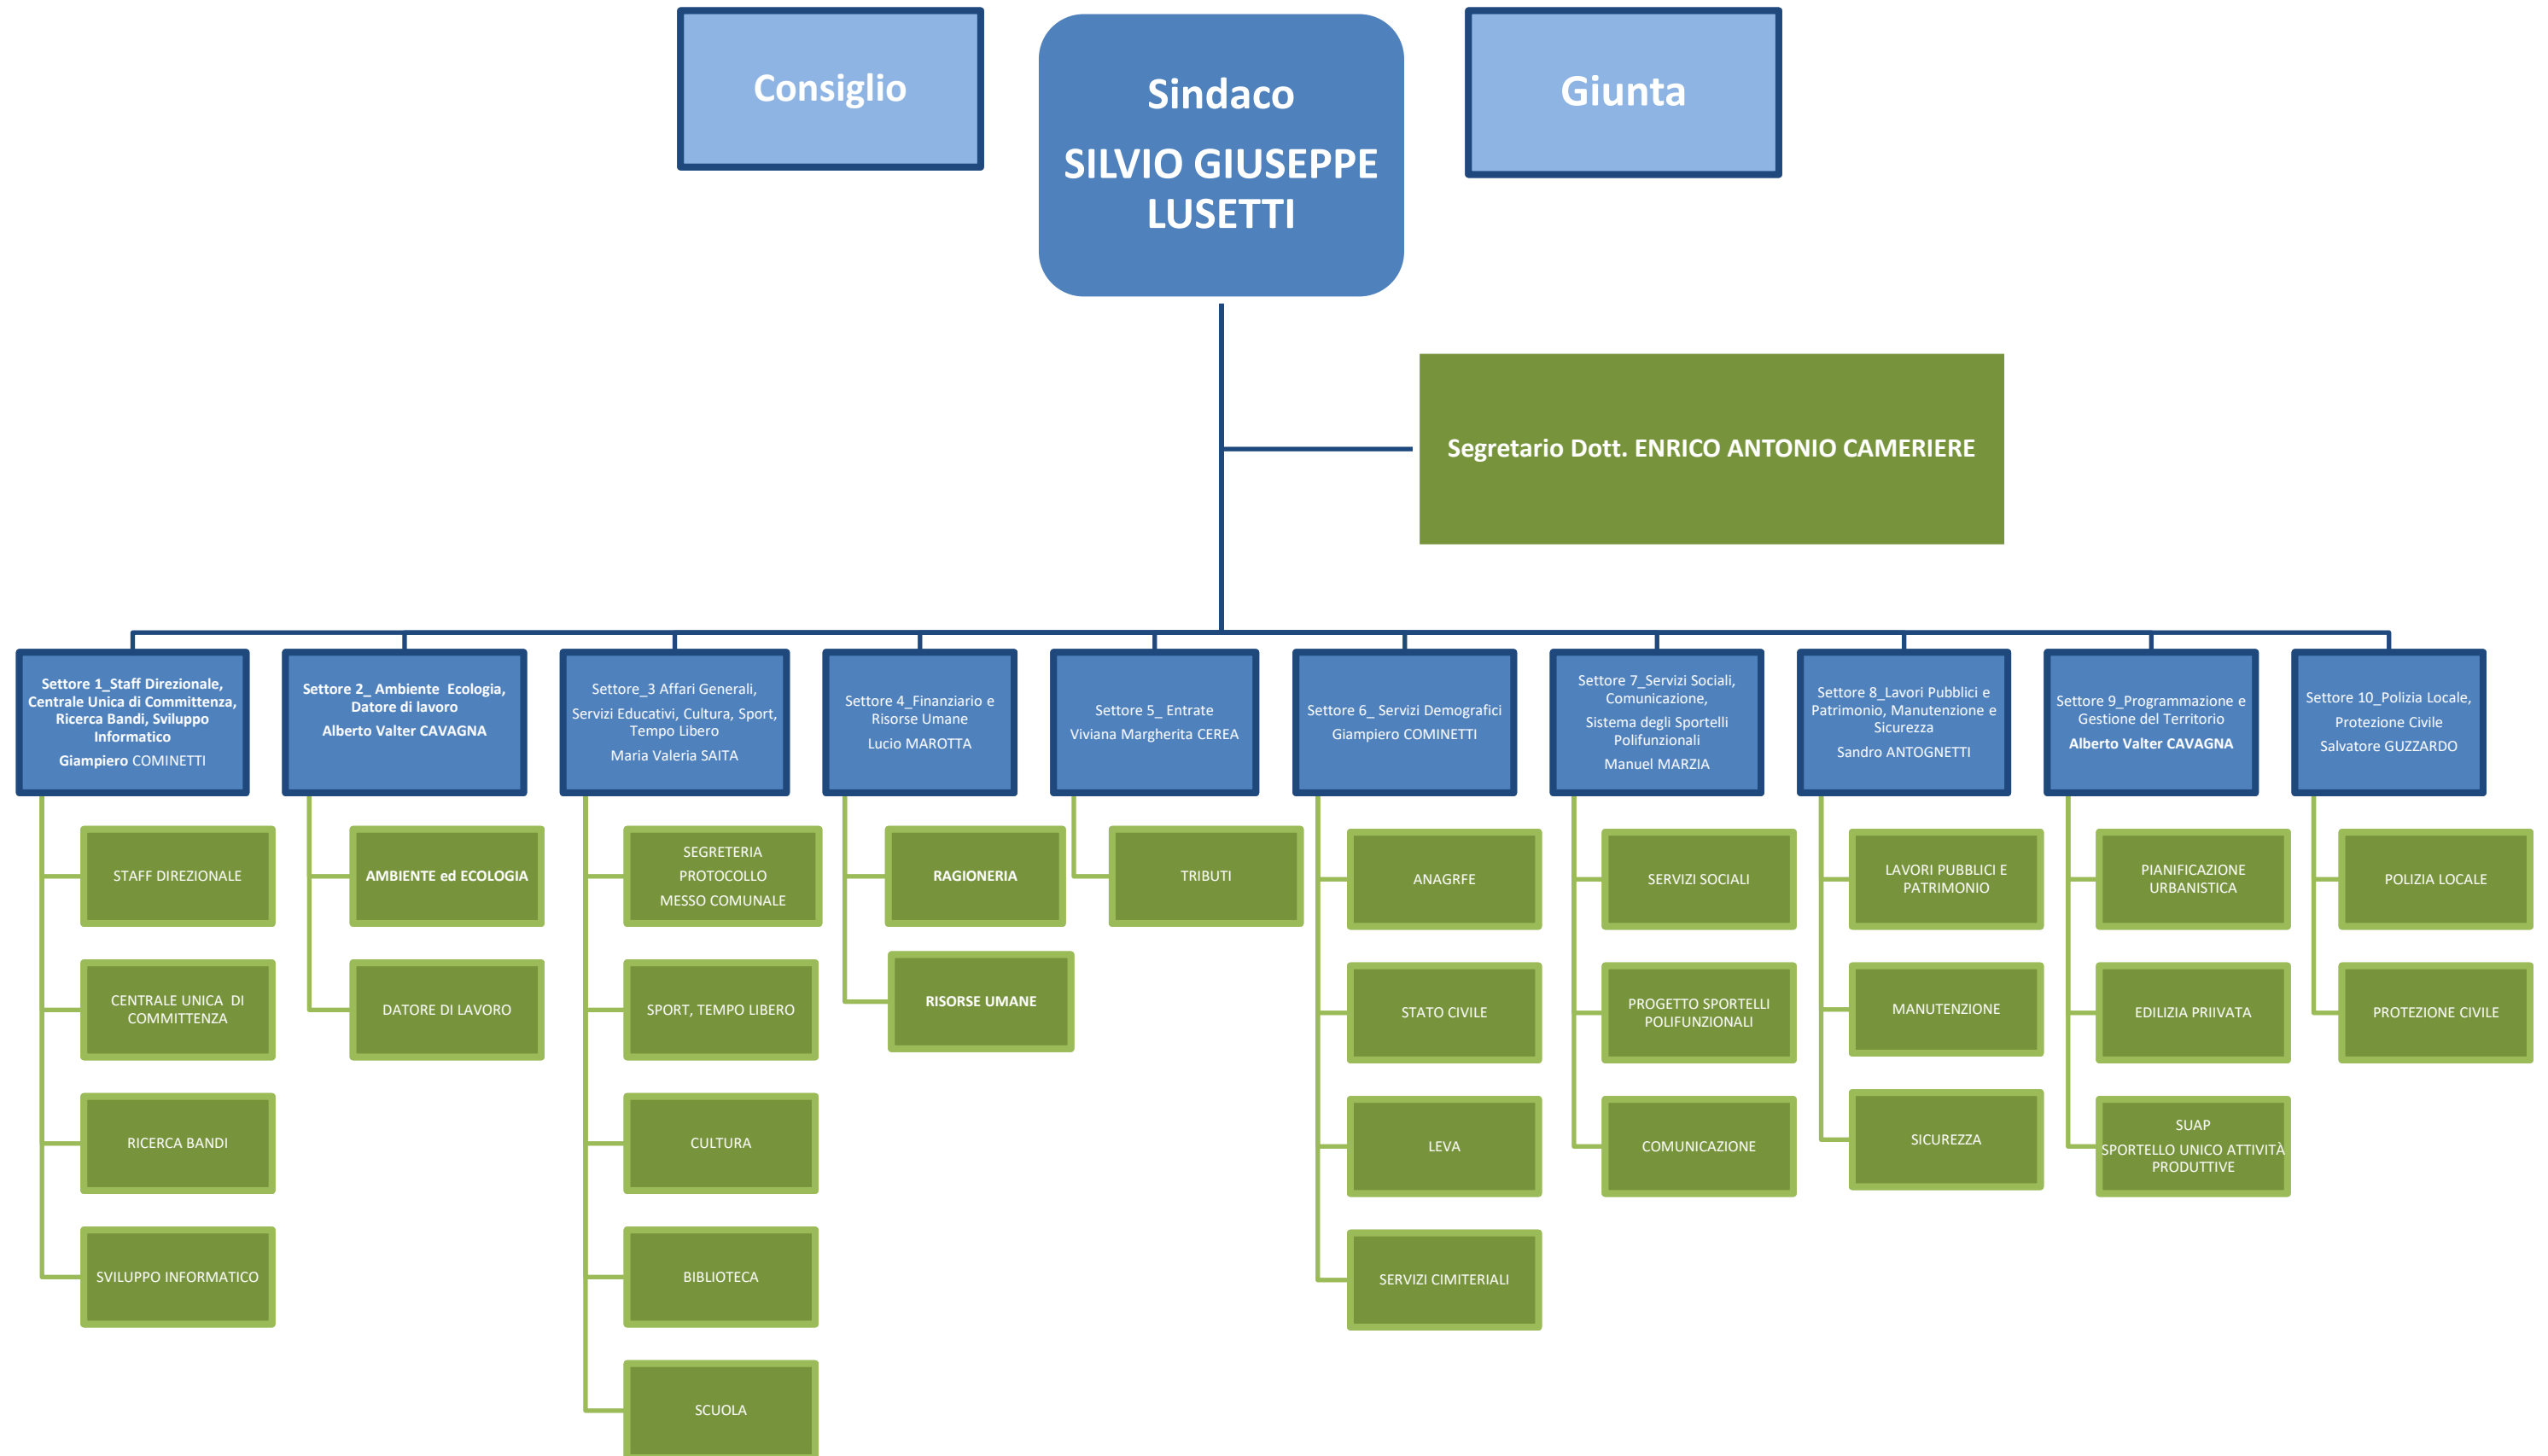 Consiglio
Sindaco
SILVIO GIUSEPPE
LUSETTI
Giunta
Segretario Dott. ENRICO ANTONIO CAMERIERE
Settore 1_Staff Direzionale,
Centrale Unica di Committenza,
Ricerca Bandi, Sviluppo
Informatico
Giampiero COMINETTI
STAFF DIREZIONALE
CENTRALE UNICA DI
COMMITTENZA
RICERCA BANDI
SVILUPPO INFORMATICO
Settore 2_ Ambiente Ecologia,
Datore di lavoro
Alberto Valter CAVAGNA
AMBIENTE ed ECOLOGIA
DATORE DI LAVORO
Settore_3 Affari Generali,
Servizi Educativi, Cultura, Sport,
Tempo Libero
Maria Valeria SAITA
SEGRETERIA
PROTOCOLLO
MESSO COMUNALE
SPORT, TEMPO LIBERO
CULTURA
BIBLIOTECA
SCUOLA
Settore 4_Finanziario e
Risorse Umane
Lucio MAROTTA
RAGIONERIA
RISORSE UMANE
Settore 5_ Entrate
Viviana Margherita CEREA
TRIBUTI
Settore 6_ Servizi Demografici
Giampiero COMINETTI
ANAGRFE
STATO CIVILE
LEVA
SERVIZI CIMITERIALI
Settore 7_Servizi Sociali,
Comunicazione,
Sistema degli Sportelli
Polifunzionali
Manuel MARZIA
SERVIZI SOCIALI
PROGETTO SPORTELLI
POLIFUNZIONALI
COMUNICAZIONE
Settore 8_Lavori Pubblici e
Patrimonio, Manutenzione e
Sicurezza
Sandro ANTOGNETTI
LAVORI PUBBLICI E
PATRIMONIO
MANUTENZIONE
SICUREZZA
Settore 9_Programmazione e
Gestione del Territorio
Alberto Valter CAVAGNA
PIANIFICAZIONE
URBANISTICA
EDILIZIA PRIIVATA
SUAP
SPORTELLO UNICO ATTIVITÀ
PRODUTTIVE
Settore 10_Polizia Locale,
Protezione Civile
Salvatore GUZZARDO
POLIZIA LOCALE
PROTEZIONE CIVILE